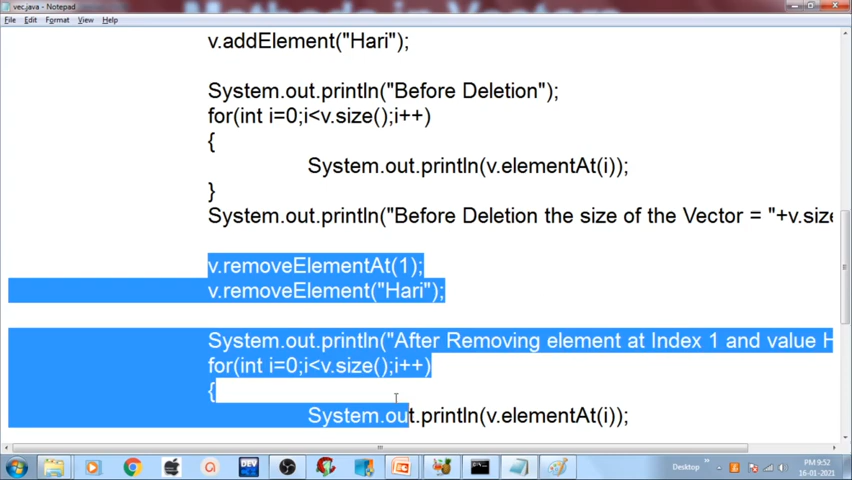 vec.java - Notepad
File Edit Format View Help
v.addElement("Hari");
System.out.println("Before Deletion");
for(int i=0;i<v.size();i++)
{
System.out.println(v.elementAt(i));
}
System.out.println("Before Deletion the size of the Vector = "+v.size
v.removeElementAt(1);
v.removeElement("Hari");
System.out.println("After Removing element at Index 1 and value H
for(int i=0;i<v.size();i++)
{
System.out.println(v.elementAt(i));
DEV
Desktop
PM 9:52
16-01-2021